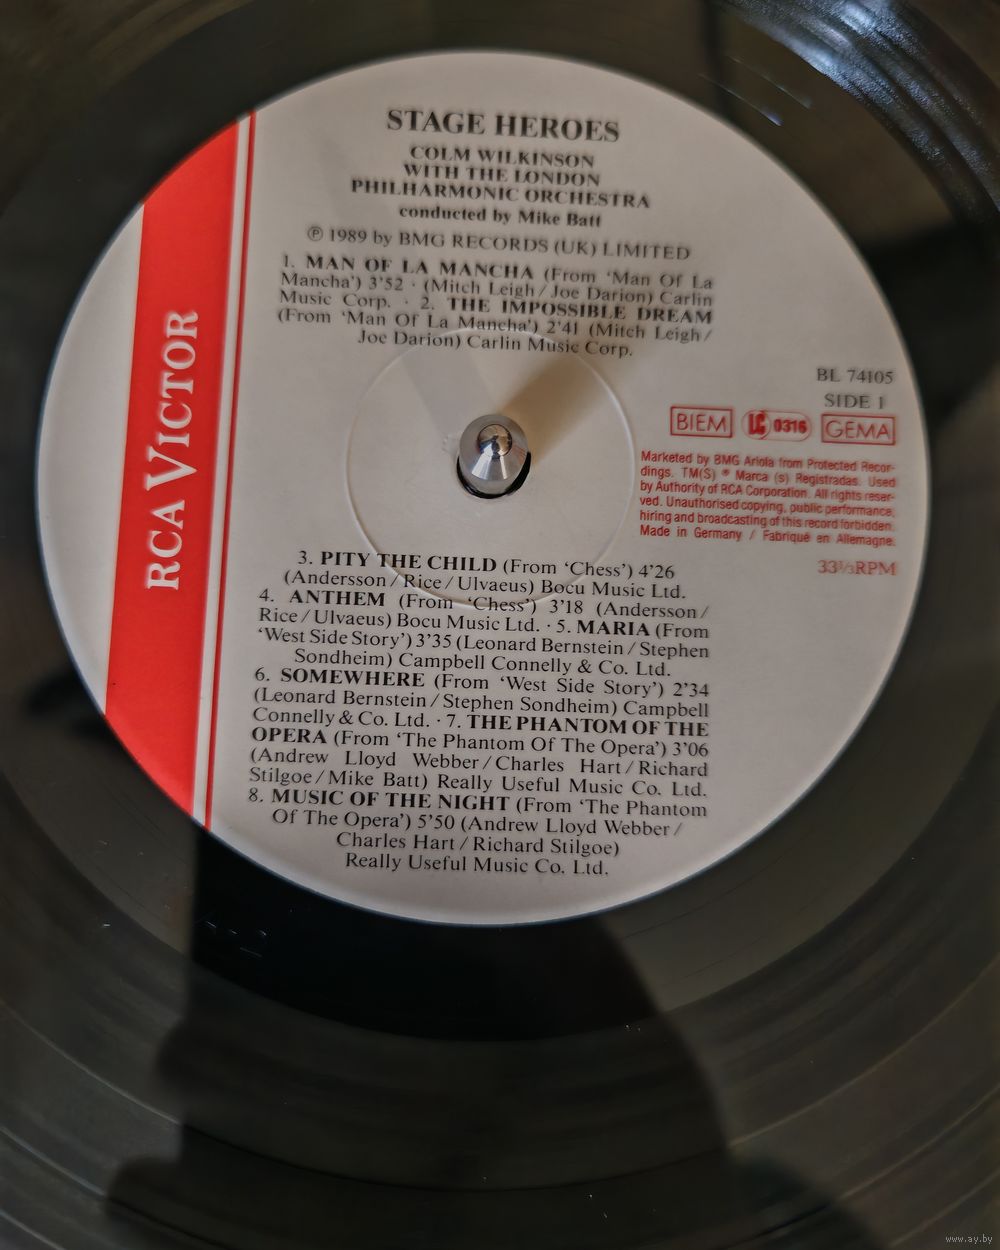 STAGE HEROES
COLM WILKINSON
WITH THE LONDON
PHILHARMONIC ORCHESTRA
conducted by Mike Batt
℗ 1989 by BMG RECORDS (UK) LIMITED
1. MAN OF LA MANCHA (From 'Man Of La
Mancha') 3'52 · (Mitch Leigh / Joe Darion) Carlin
Music Corp. · 2. THE IMPOSSIBLE DREAM
(From 'Man Of La Mancha') 2'41 (Mitch Leigh /
Joe Darion) Carlin Music Corp.
RCA VICTOR
BL 74105
SIDE 1
BIEM LC 0316 GEMA
Marketed by BMG Ariola from Protected Recor-
dings. TM(S) ® Marca (s) Registradas. Used
by Authority of RCA Corporation. All rights reser-
ved. Unauthorised copying, public performance,
hiring and broadcasting of this record forbidden.
Made in Germany / Fabriqué en Allemagne.
33⅓RPM
3. PITY THE CHILD (From 'Chess') 4'26
(Andersson / Rice / Ulvaeus) Bocu Music Ltd.
4. ANTHEM (From 'Chess') 3'18 (Andersson /
Rice / Ulvaeus) Bocu Music Ltd. · 5. MARIA (From
'West Side Story') 3'35 (Leonard Bernstein / Stephen
Sondheim) Campbell Connelly & Co. Ltd.
6. SOMEWHERE (From 'West Side Story') 2'34
(Leonard Bernstein / Stephen Sondheim) Campbell
Connelly & Co. Ltd. · 7. THE PHANTOM OF THE
OPERA (From 'The Phantom Of The Opera') 3'06
(Andrew Lloyd Webber / Charles Hart / Richard
Stilgoe / Mike Batt) Really Useful Music Co. Ltd.
8. MUSIC OF THE NIGHT (From 'The Phantom
Of The Opera') 5'50 (Andrew Lloyd Webber /
Charles Hart / Richard Stilgoe)
Really Useful Music Co. Ltd.
www.ay.by